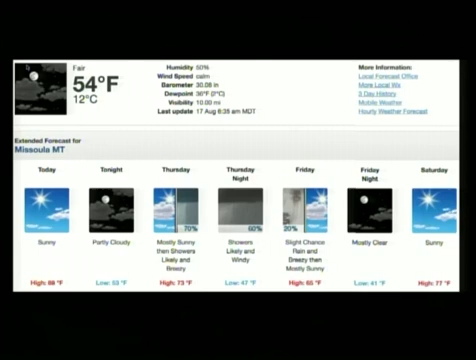 Fair
54°F
12°C
Humidity 50%
Wind Speed calm
Barometer 30.08 in
Dewpoint 36°F (2°C)
Visibility 10.00 mi
Last update 17 Aug 6:35 am MDT
More Information:
Local Forecast Office
More Local Wx
3 Day History
Mobile Weather
Hourly Weather Forecast
Extended Forecast for
Missoula MT
Today
Sunny
High: 88 °F
Tonight
Partly Cloudy
Low: 53 °F
Thursday
70%
Mostly Sunny
then Showers
Likely and
Breezy
High: 73 °F
Thursday
Night
60%
Showers
Likely and
Windy
Low: 47 °F
Friday
20%
Slight Chance
Rain and
Breezy then
Mostly Sunny
High: 65 °F
Friday
Night
Mostly Clear
Low: 41 °F
Saturday
Sunny
High: 77 °F